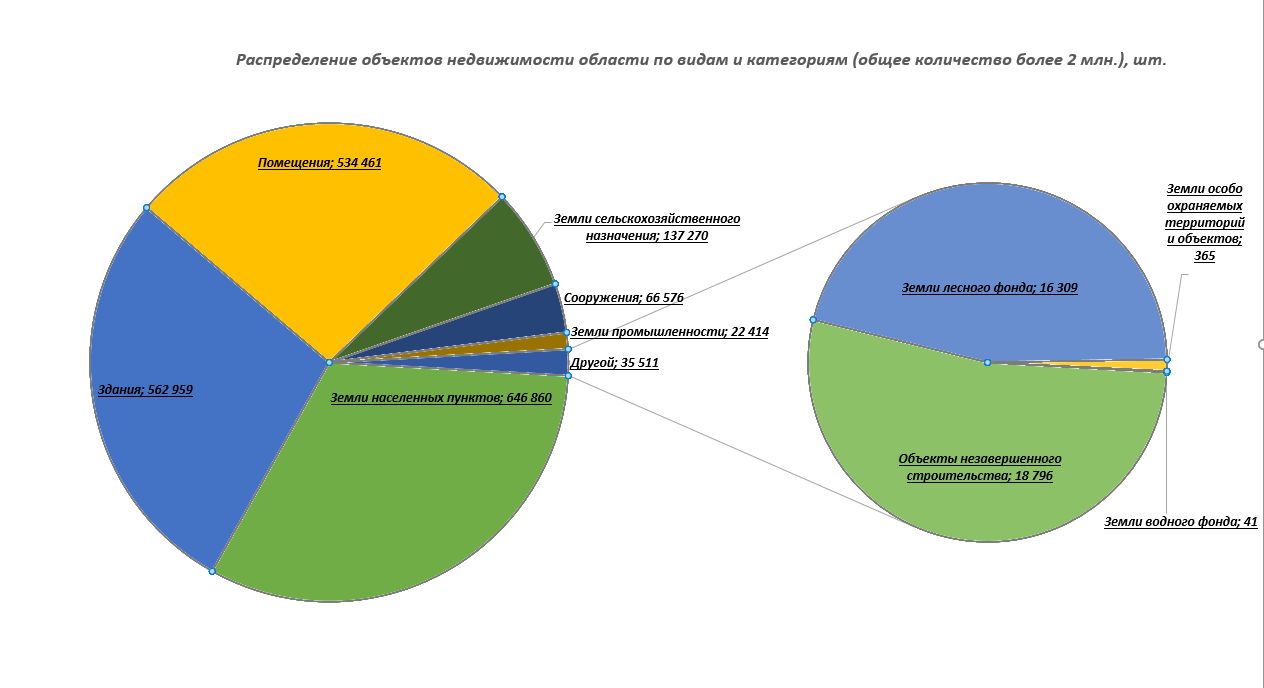 Распределение объектов недвижимости области по видам и категориям (общее количество более 2 млн.), шт.
Помещения; 534 461
Земли сельскохозяйственного
назначения; 137 270
Сооружения; 66 576
Земли промышленности; 22 414
Другой; 35 511
Здания; 562 959
Земли населенных пунктов; 646 860
Земли особо
охраняемых
территорий
и объектов;
365
Земли лесного фонда; 16 309
Объекты незавершенного
строительства; 18 796
Земли водного фонда; 41